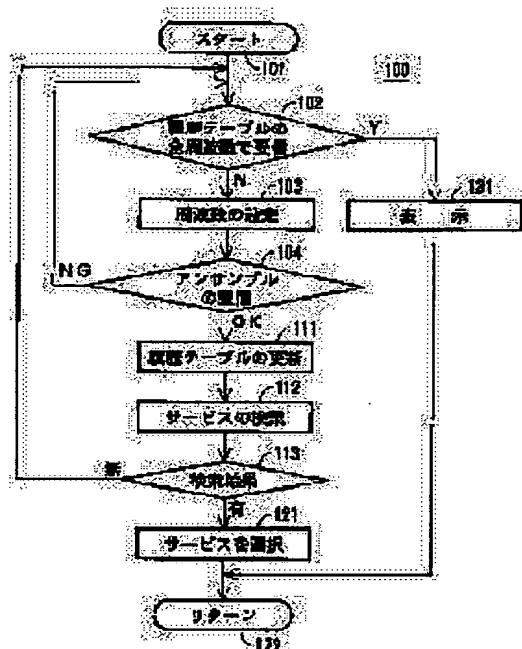 スタート
101
100
102
履歴テーブルの
全周波数で受信
Y
N
103
周波数の設定
131
表 示
104
NG
アンサンブル
の受信
OK
111
履歴テーブルの更新
112
サービスの検索
113
検索結果
無
有
121
サービスを選択
リターン
139